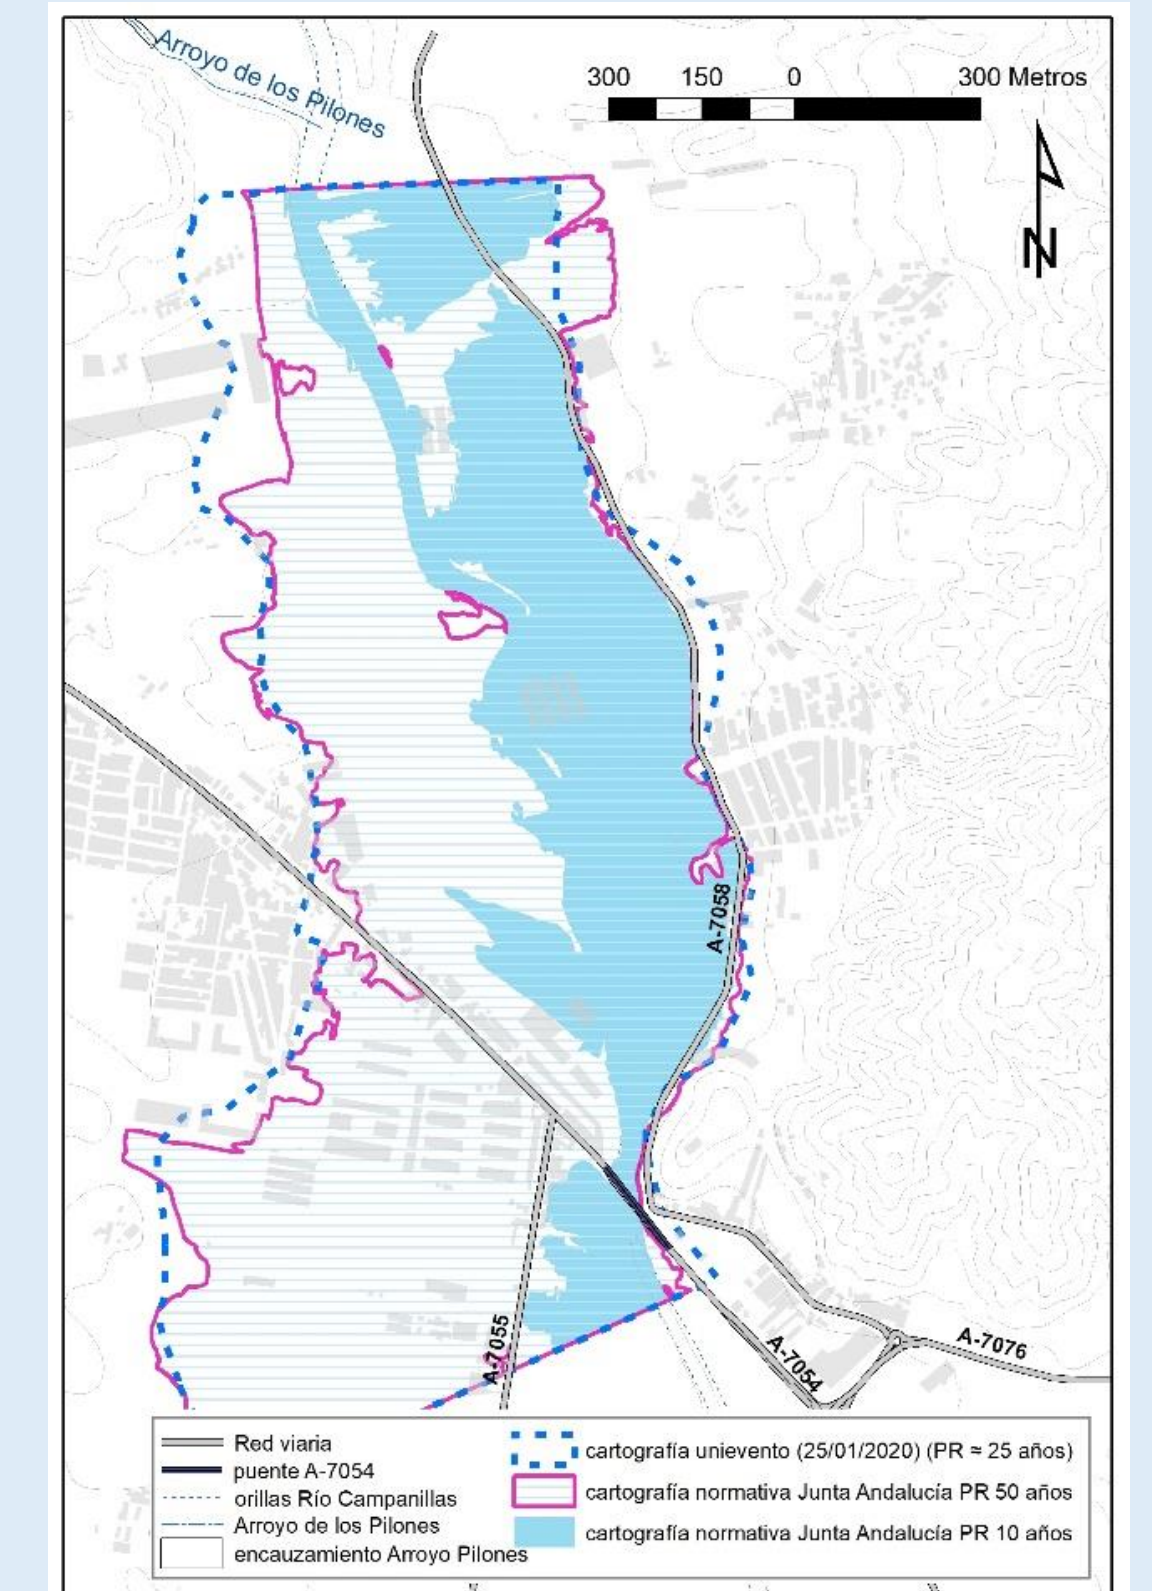 Arroyo de los Pilones
300 150 0 300 Metros
N
A-7058
A-7055
A-7054
A-7076
Red viaria
puente A-7054
orillas Río Campanillas
Arroyo de los Pilones
encauzamiento Arroyo Pilones
cartografía unievento (25/01/2020) (PR ≈ 25 años)
cartografía normativa Junta Andalucía PR 50 años
cartografía normativa Junta Andalucía PR 10 años